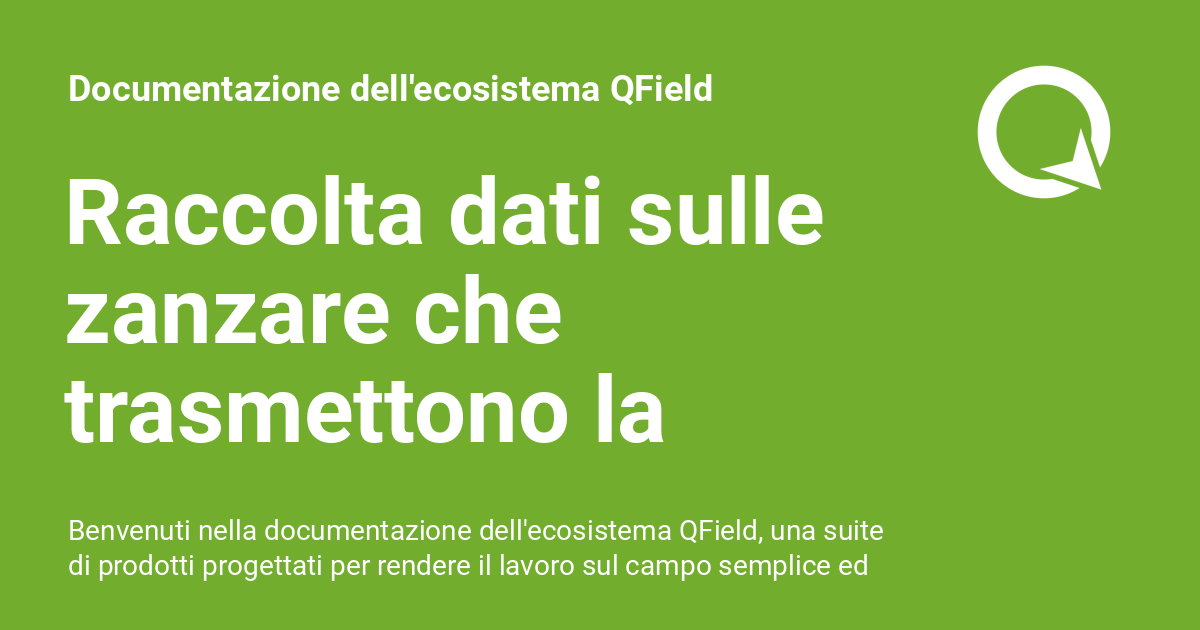 Documentazione dell'ecosistema QField
Raccolta dati sulle
zanzare che
trasmettono la
Benvenuti nella documentazione dell'ecosistema QField, una suite
di prodotti progettati per rendere il lavoro sul campo semplice ed